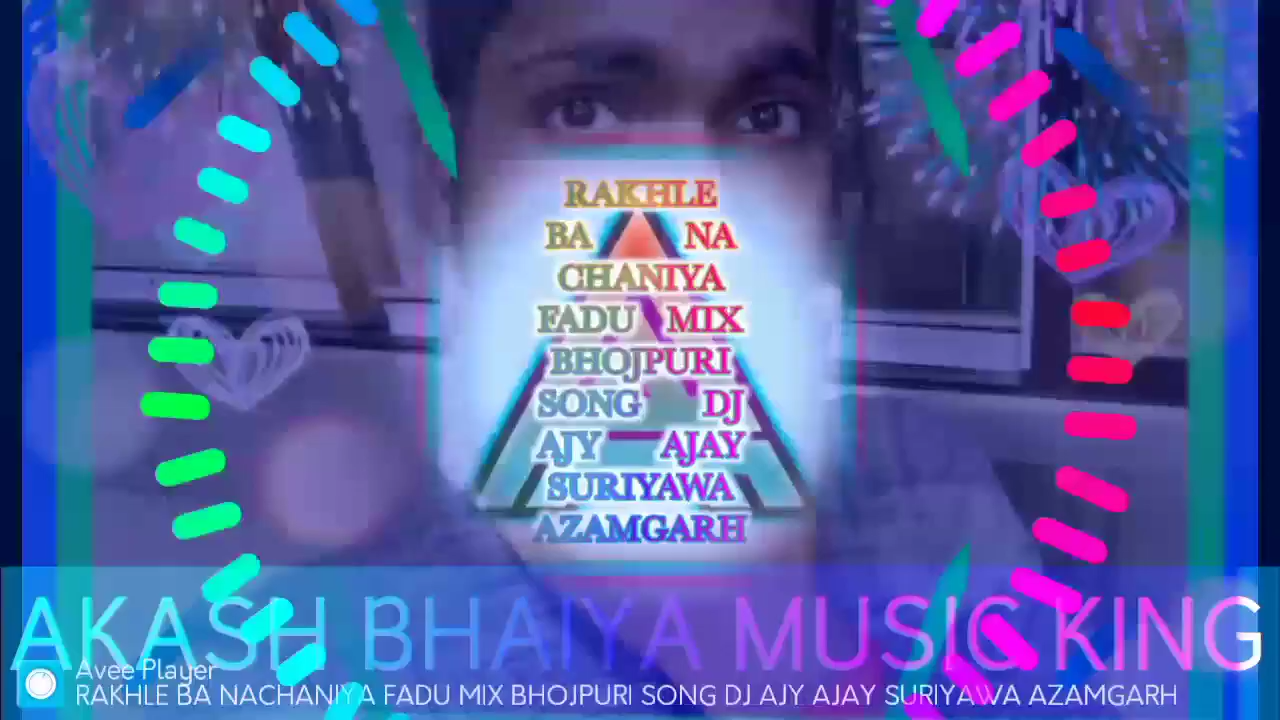 RAKHLE
BA NA
CHANIYA
FADU MIX
BHOJPURI
SONG DJ
AJY AJAY
SURIYAWA
AZAMGARH
AKASH BHAIYA MUSIC KING
Avee Player
RAKHLE BA NACHANIYA FADU MIX BHOJPURI SONG DJ AJY AJAY SURIYAWA AZAMGARH